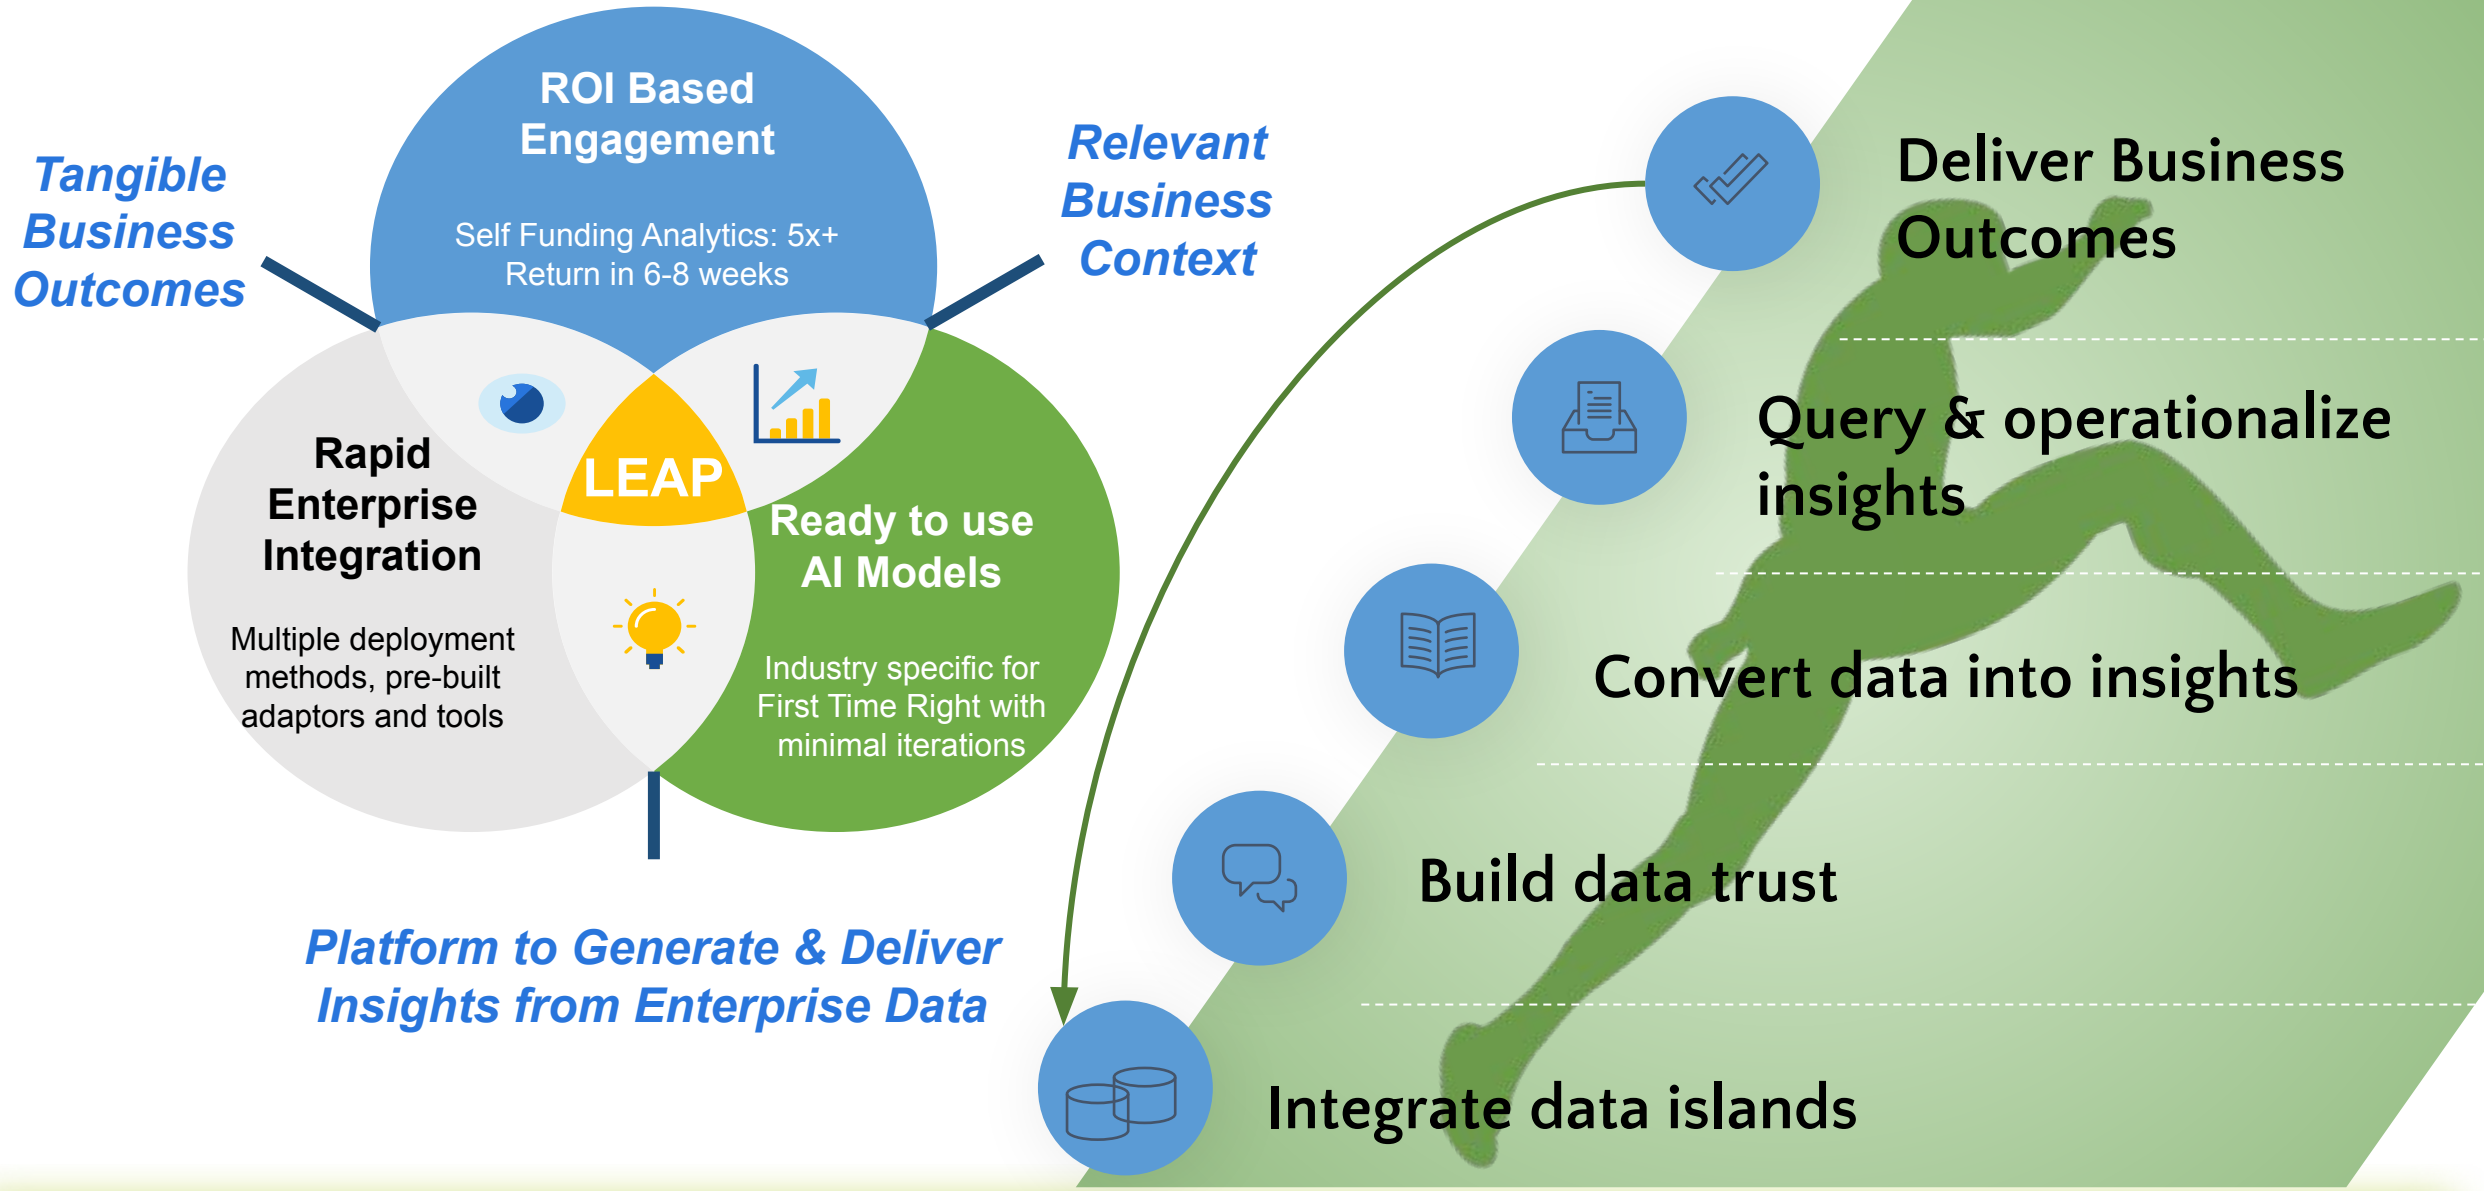 ROI Based
Engagement
Self Funding Analytics: 5x+
Return in 6-8 weeks
Tangible
Business
Outcomes
Relevant
Business
Context
LEAP
Rapid
Enterprise
Integration
Multiple deployment
methods, pre-built
adaptors and tools
Ready to use
AI Models
Industry specific for
First Time Right with
minimal iterations
Platform to Generate & Deliver
Insights from Enterprise Data
Deliver Business
Outcomes
Query & operationalize
insights
Convert data into insights
Build data trust
Integrate data islands